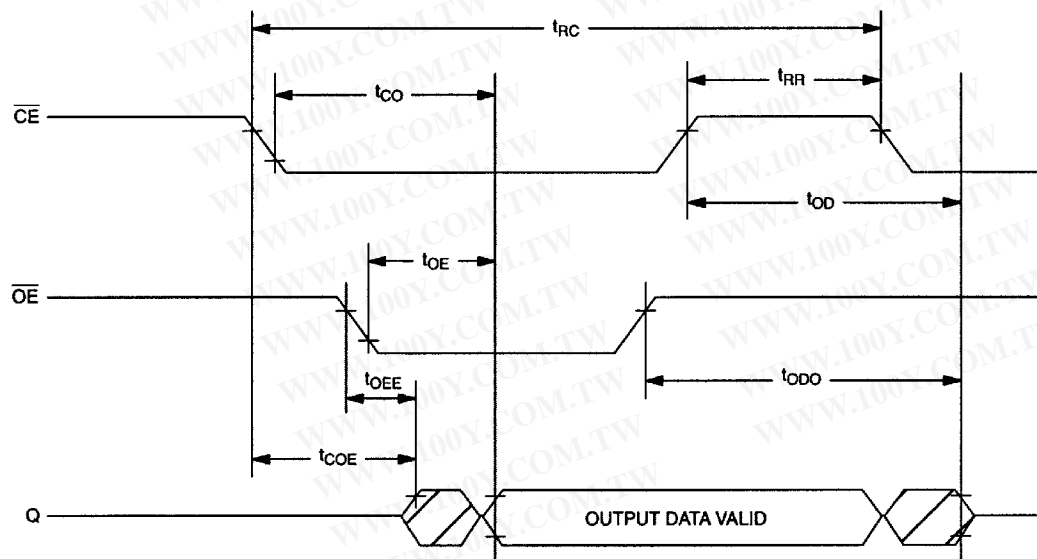 tRC
tRR
tCO
CE
tOD
tOE
OE
tODO
tOEE
tCOE
Q
OUTPUT DATA VALID
WWW.100Y.COM.TW